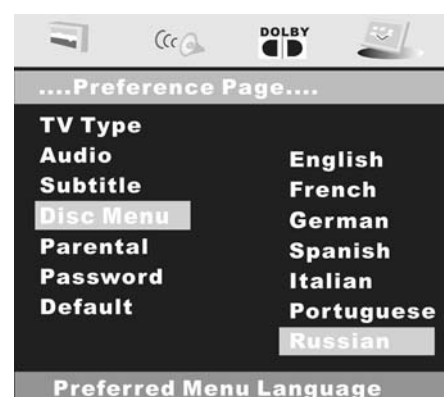 DOLBY
....Preference Page....
TV Type
Audio
Subtitle
Disc Menu
Parental
Password
Default
English
French
German
Spanish
Italian
Portuguese
Russian
Preferred Menu Language